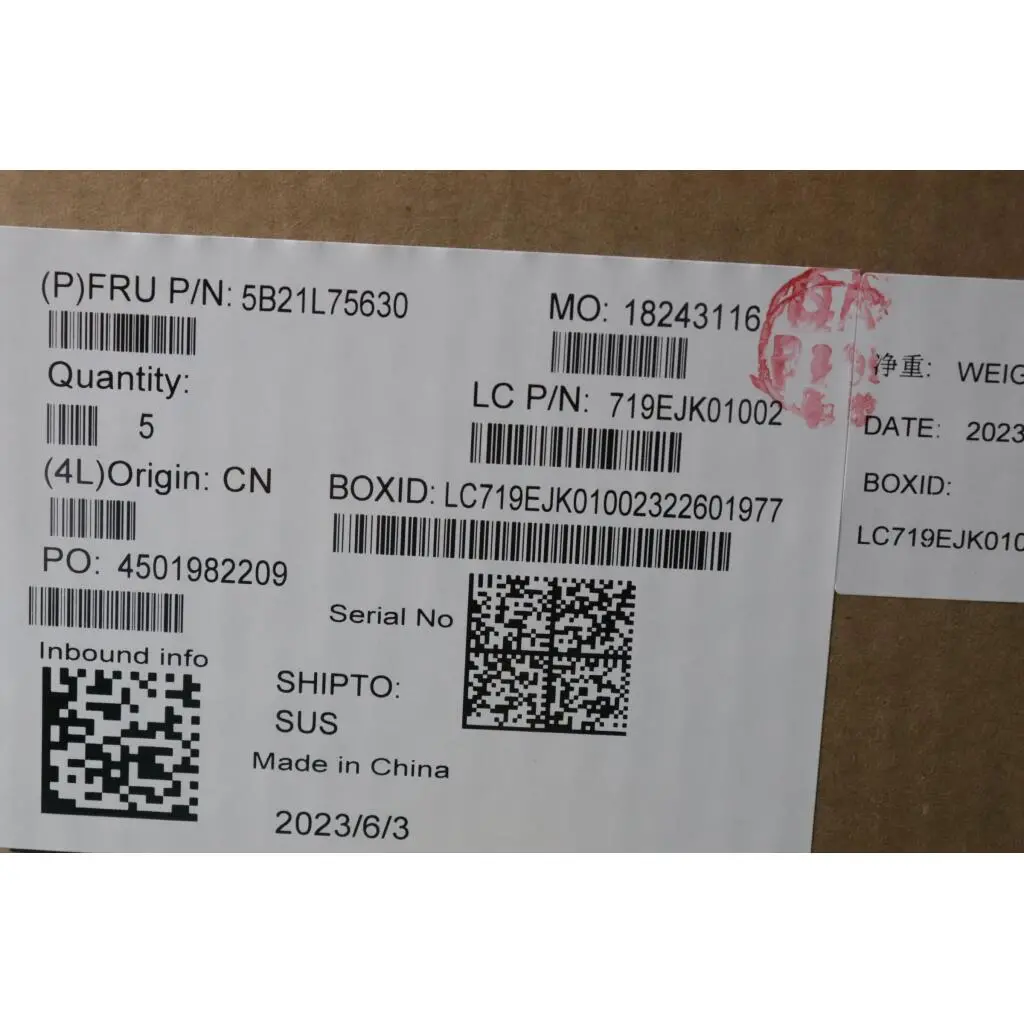 (P)FRU P/N: 5B21L75630
Quantity:
5
(4L)Origin: CN
PO: 4501982209
Inbound info
MO: 18243116
LC P/N: 719EJK01002
BOXID: LC719EJK01002322601977
Serial No
SHIPTO:
SUS
Made in China
2023/6/3
净重: WEIG
DATE: 2023
BOXID:
LC719EJK010